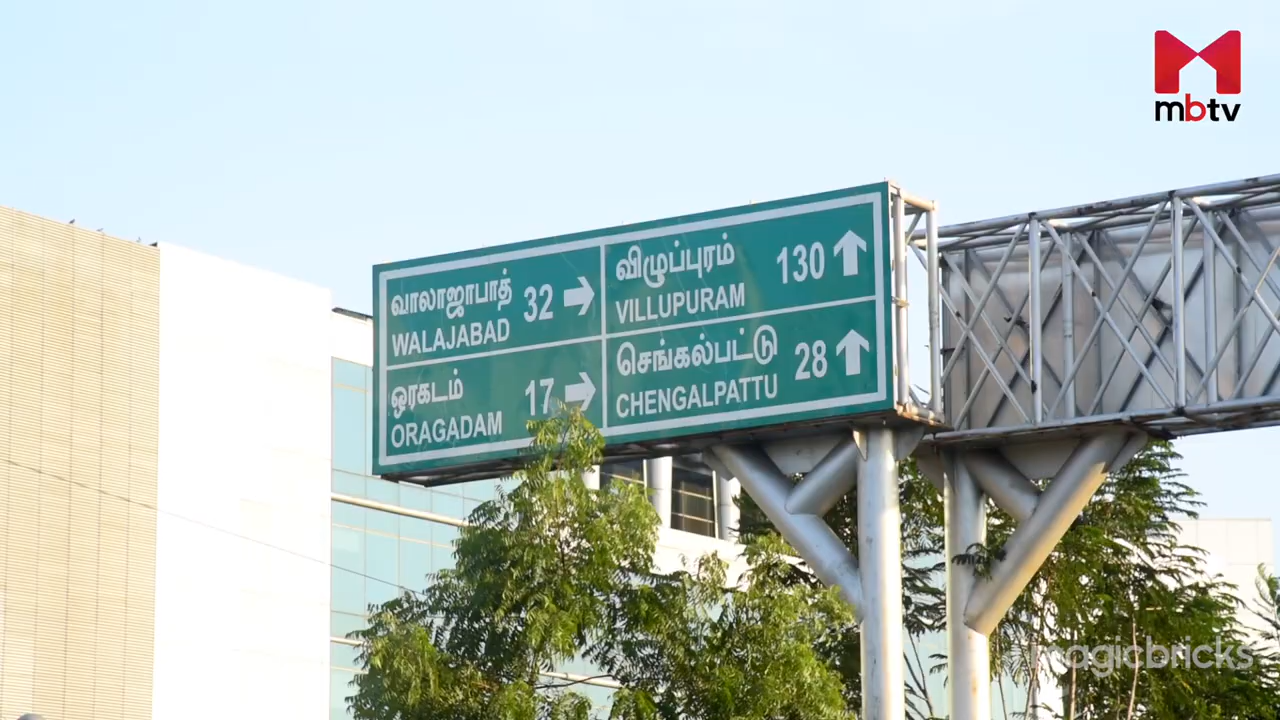 வாலாஜாபாத்
WALAJABAD
32
ஒரகடம்
ORAGADAM
17
விழுப்புரம்
VILLUPURAM
130
செங்கல்பட்டு
CHENGALPATTU
28
mbtv
magicbricks